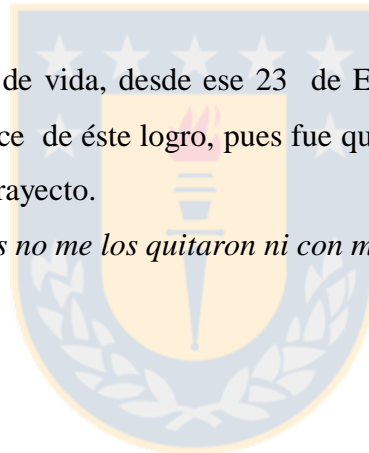 de vida, desde ese 23 de E
ce de éste logro, pues fue qu
rayecto.
s no me los quitaron ni con m